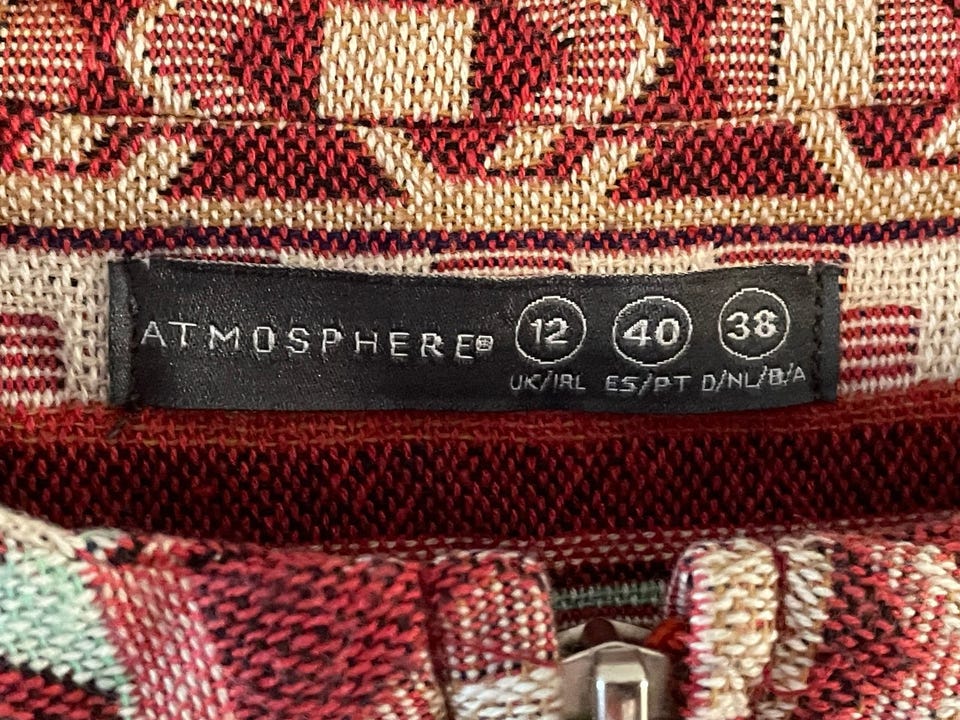 ATMOSPHERE® 12 40 38
UK/IRL ES/PT D/NL/B/A